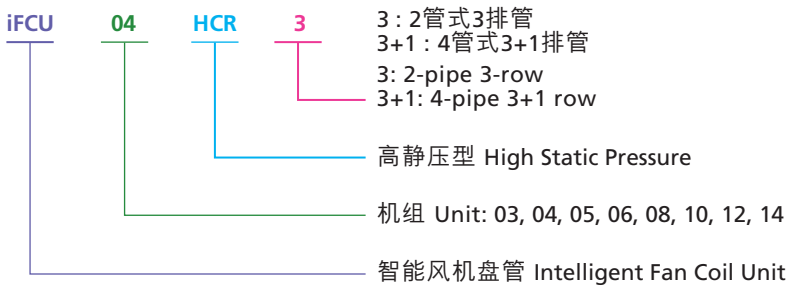 iFCU 04 HCR 3
3 : 2管式3排管
3+1 : 4管式3+1排管
3: 2-pipe 3-row
3+1: 4-pipe 3+1 row
高静压型 High Static Pressure
机组 Unit: 03, 04, 05, 06, 08, 10, 12, 14
智能风机盘管 Intelligent Fan Coil Unit